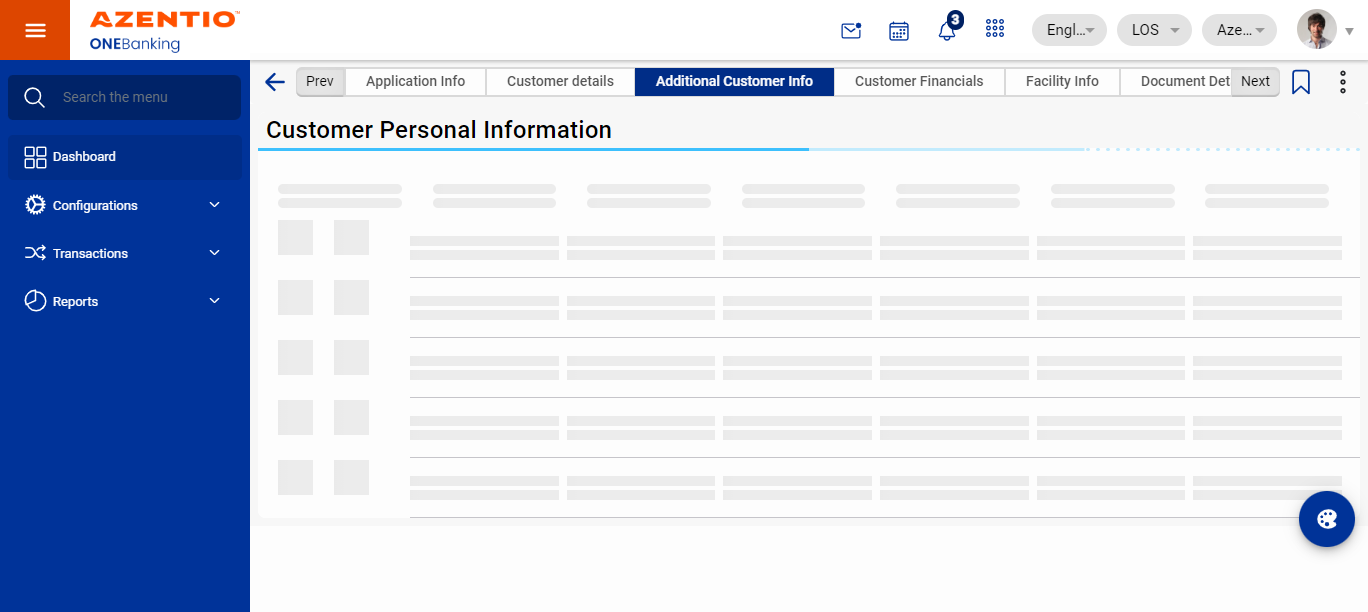 AZENTIO™
ONEBanking
3
Engl...
LOS
Aze...
Search the menu
Dashboard
Configurations
Transactions
Reports
Prev
Application Info
Customer details
Additional Customer Info
Customer Financials
Facility Info
Document Det
Next
Customer Personal Information